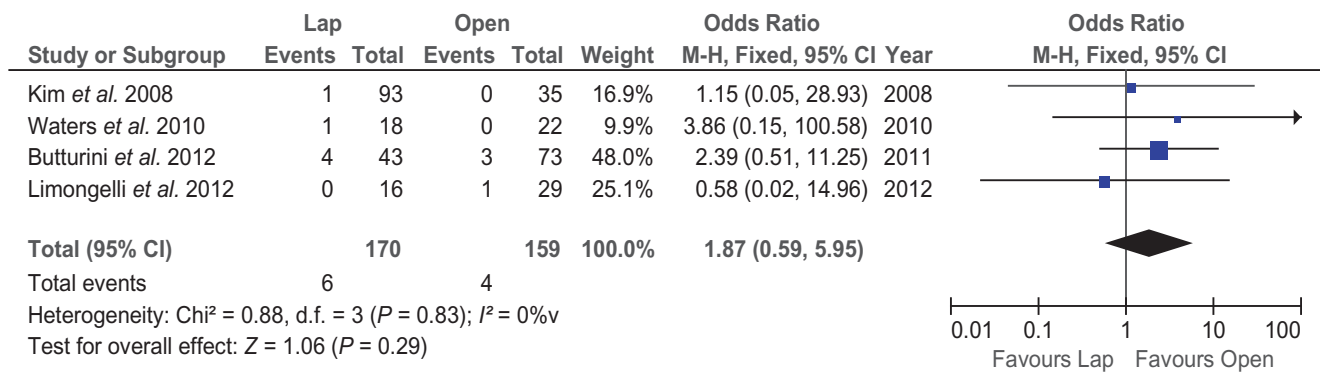 Lap Open Odds Ratio Odds Ratio
Study or Subgroup Events Total Events Total Weight M-H, Fixed, 95% CI Year M-H, Fixed, 95% CI
Kim et al. 2008 1 93 0 35 16.9% 1.15 (0.05, 28.93) 2008
Waters et al. 2010 1 18 0 22 9.9% 3.86 (0.15, 100.58) 2010
Butturini et al. 2012 4 43 3 73 48.0% 2.39 (0.51, 11.25) 2011
Limongelli et al. 2012 0 16 1 29 25.1% 0.58 (0.02, 14.96) 2012
Total (95% CI) 170 159 100.0% 1.87 (0.59, 5.95)
Total events 6 4
Heterogeneity: Chi² = 0.88, d.f. = 3 (P = 0.83); I² = 0%v
Test for overall effect: Z = 1.06 (P = 0.29)
0.01 0.1 1 10 100
Favours Lap Favours Open